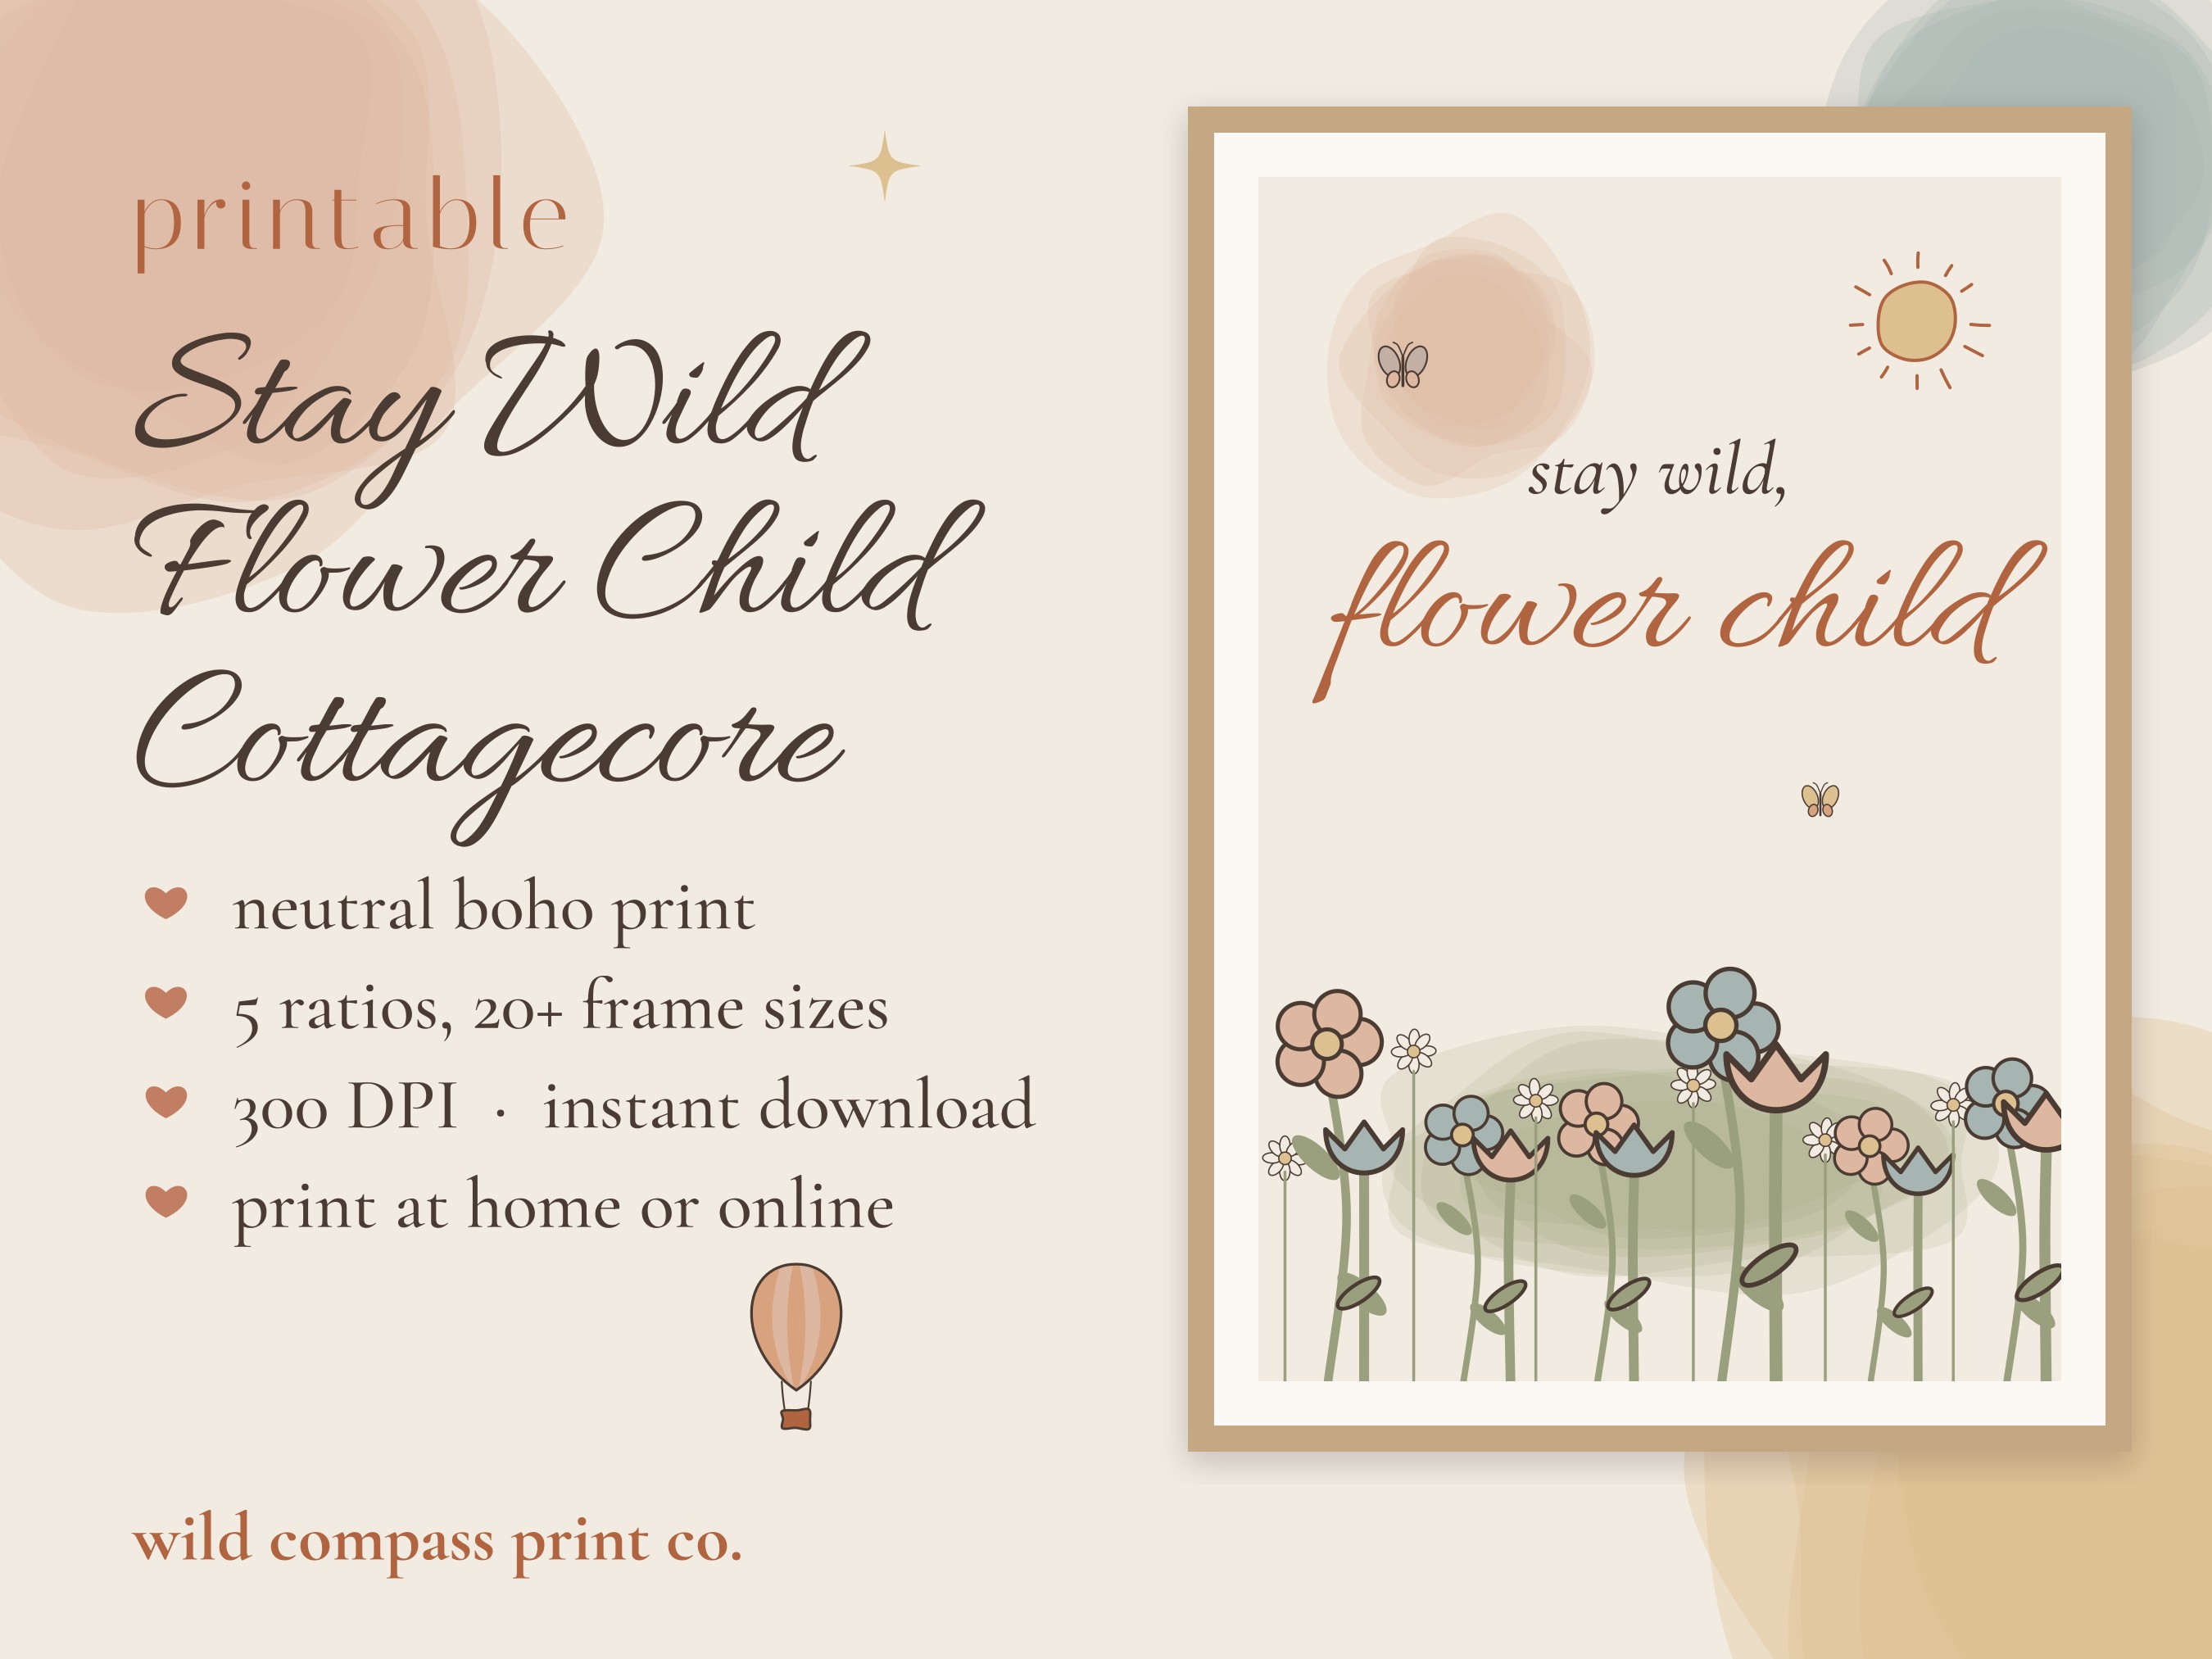 printable
Stay Wild
Flower Child
Cottagecore
neutral boho print
5 ratios, 20+ frame sizes
300 DPI · instant download
print at home or online
wild compass print co.
stay wild,
flower child